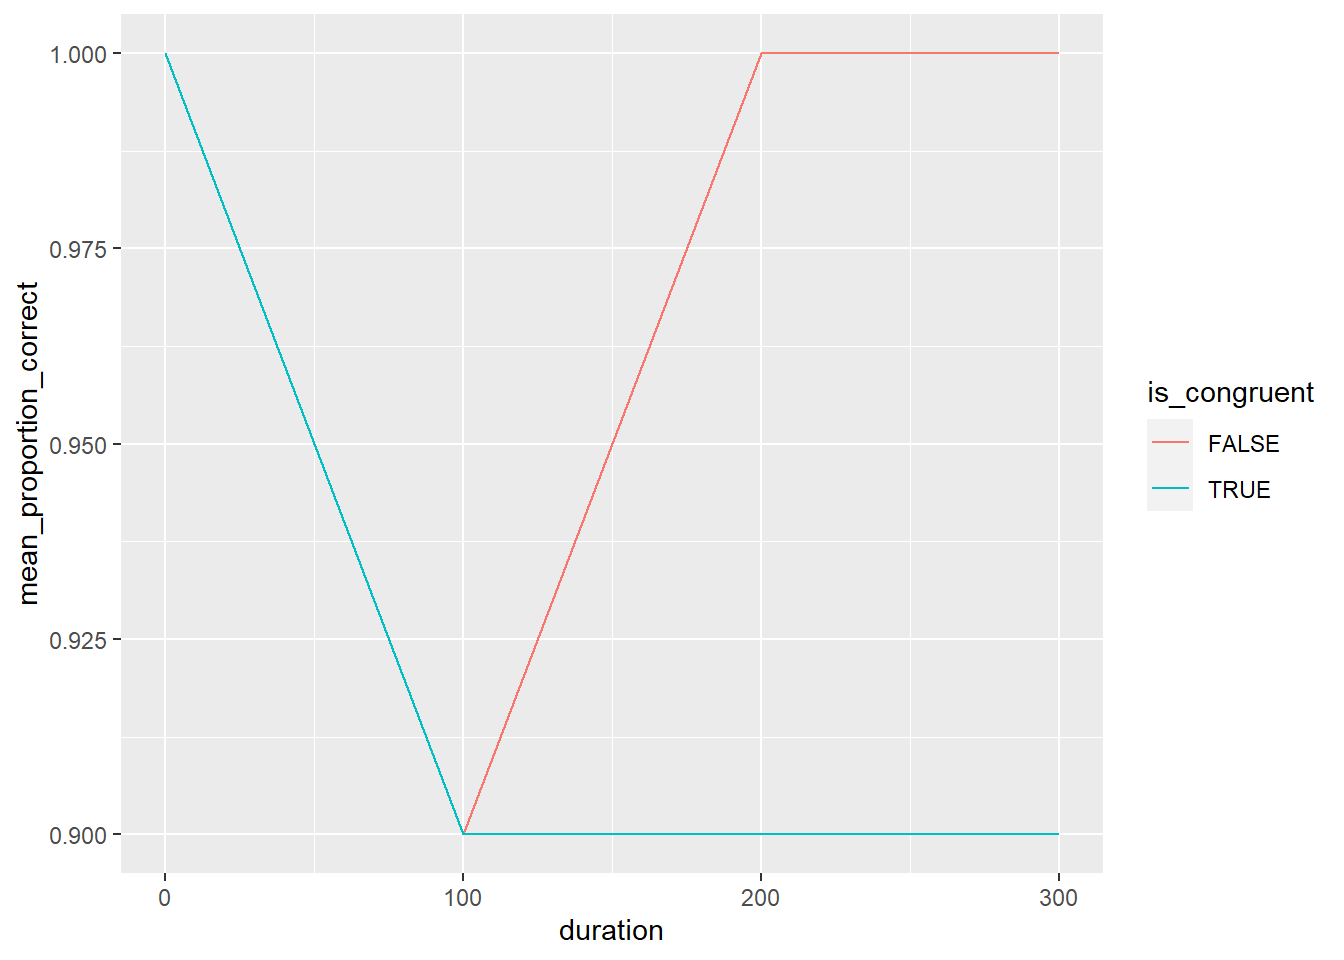 1.000
0.975
0.950
0.925
0.900
mean_proportion_correct
0 100 200 300
duration
is_congruent
FALSE
TRUE